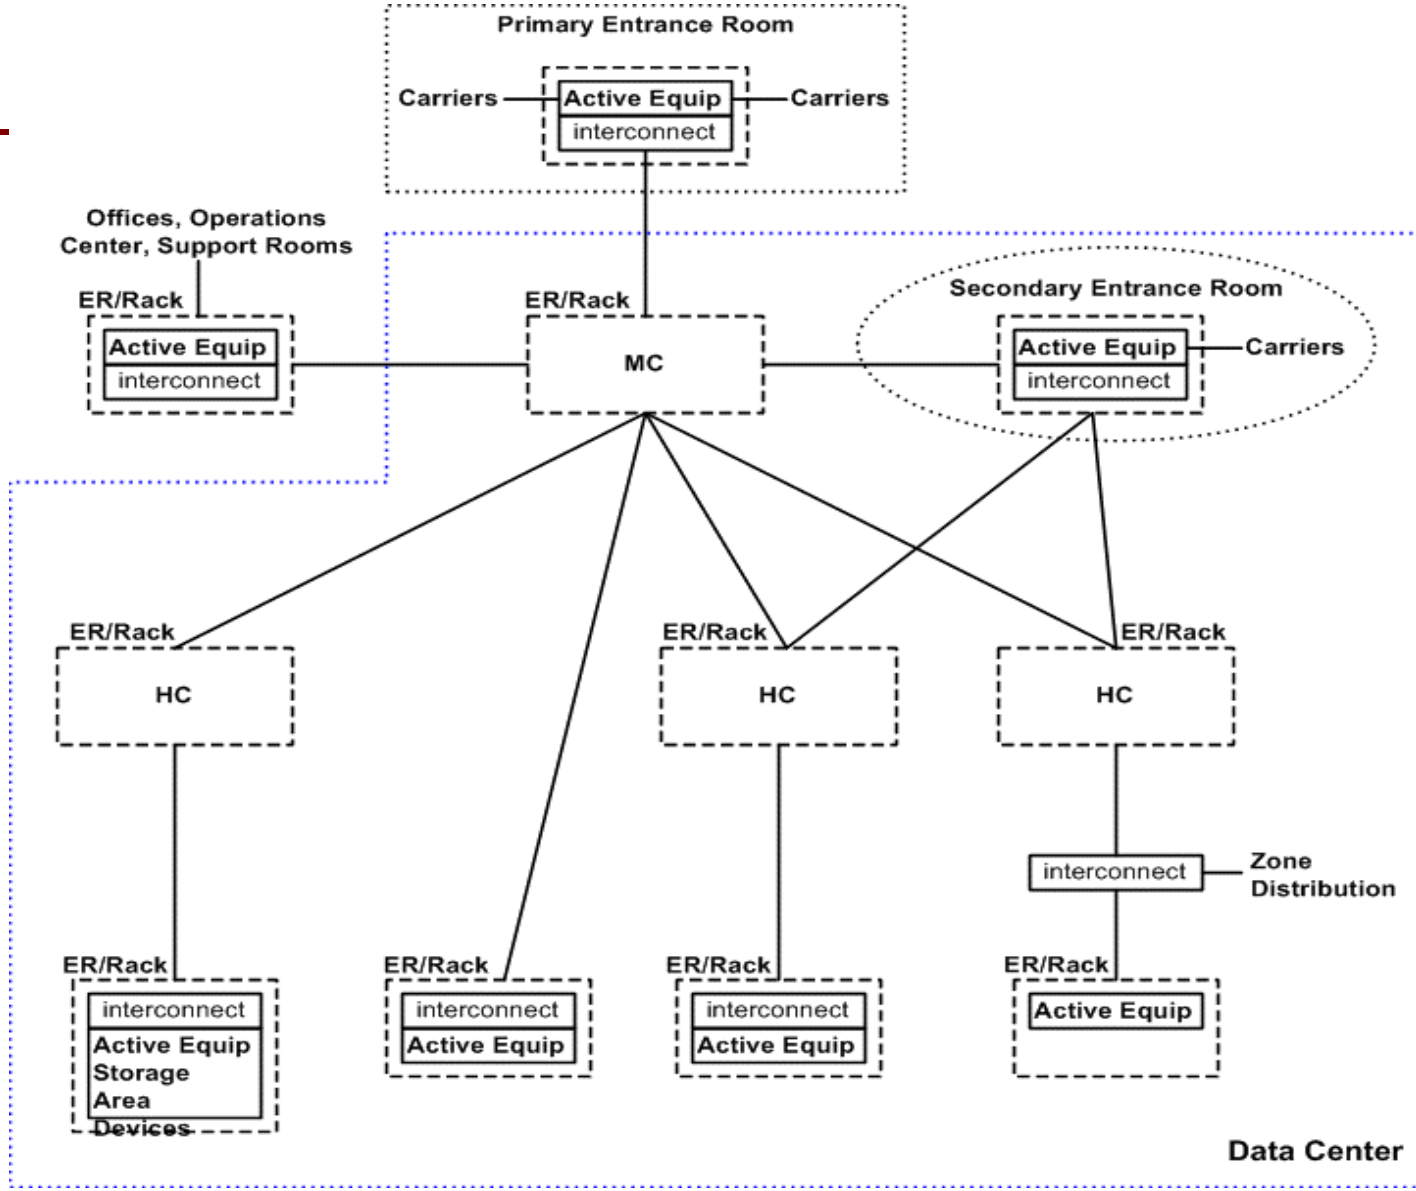 Primary Entrance Room
Carriers
Active Equip
Carriers
interconnect
Offices, Operations
Center, Support Rooms
ER/Rack
Active Equip
interconnect
ER/Rack
MC
Secondary Entrance Room
Active Equip
Carriers
interconnect
ER/Rack
HC
ER/Rack
HC
ER/Rack
HC
interconnect
Zone
Distribution
ER/Rack
interconnect
Active Equip
Storage
Area
Devices
ER/Rack
interconnect
Active Equip
ER/Rack
interconnect
Active Equip
ER/Rack
Active Equip
Data Center